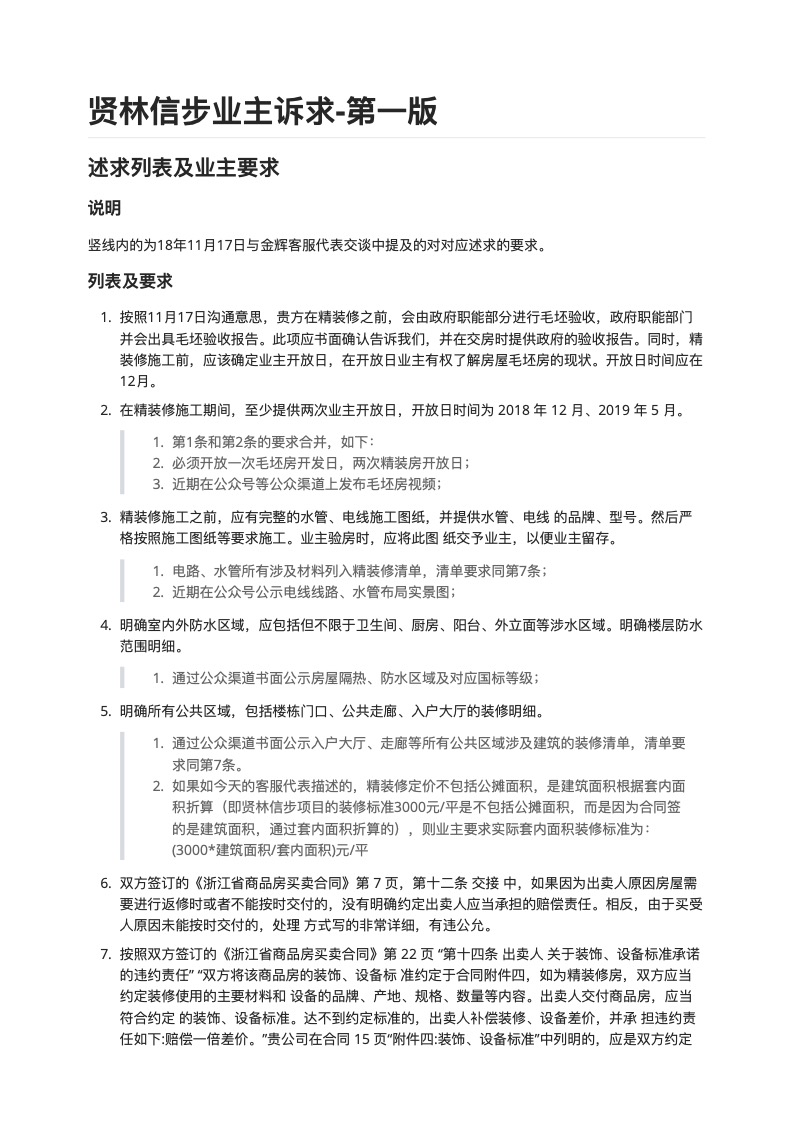 贤林信步业主诉求-第一版
述求列表及业主要求
说明
竖线内的为18年11月17日与金辉客服代表交谈中提及的对对应述求的要求。
列表及要求
1. 按照11月17日沟通意思，贵方在精装修之前，会由政府职能部分进行毛坯验收，政府职能部门
并会出具毛坯验收报告。此项应书面确认告诉我们，并在交房时提供政府的验收报告。同时，精
装修施工前，应该确定业主开放日，在开放日业主有权了解房屋毛坯房的现状。开放日时间应在
12月。
2. 在精装修施工期间，至少提供两次业主开放日，开放日时间为 2018 年 12 月、2019 年 5 月。
1. 第1条和第2条的要求合并，如下：
2. 必须开放一次毛坯房开发日，两次精装房开放日；
3. 近期在公众号等公众渠道上发布毛坯房视频；
3. 精装修施工之前，应有完整的水管、电线施工图纸，并提供水管、电线 的品牌、型号。然后严
格按照施工图纸等要求施工。业主验房时，应将此图 纸交予业主，以便业主留存。
1. 电路、水管所有涉及材料列入精装修清单，清单要求同第7条；
2. 近期在公众号公示电线线路、水管布局实景图；
4. 明确室内外防水区域，应包括但不限于卫生间、厨房、阳台、外立面等涉水区域。明确楼层防水
范围明细。
1. 通过公众渠道书面公示房屋隔热、防水区域及对应国标等级；
5. 明确所有公共区域，包括楼栋门口、公共走廊、入户大厅的装修明细。
1. 通过公众渠道书面公示入户大厅、走廊等所有公共区域涉及建筑的装修清单，清单要
求同第7条。
2. 如果如今天的客服代表描述的，精装修定价不包括公摊面积，是建筑面积根据套内面
积折算（即贤林信步项目的装修标准3000元/平是不包括公摊面积，而是因为合同签
的是建筑面积，通过套内面积折算的），则业主要求实际套内面积装修标准为：
(3000*建筑面积/套内面积)元/平
6. 双方签订的《浙江省商品房买卖合同》第 7 页，第十二条 交接 中，如果因为出卖人原因房屋需
要进行返修时或者不能按时交付的，没有明确约定出卖人应当承担的赔偿责任。相反，由于买受
人原因未能按时交付的，处理 方式写的非常详细，有违公允。
7. 按照双方签订的《浙江省商品房买卖合同》第 22 页 “第十四条 出卖人 关于装饰、设备标准承诺
的违约责任” “双方将该商品房的装饰、设备标 准约定于合同附件四，如为精装修房，双方应当
约定装修使用的主要材料和 设备的品牌、产地、规格、数量等内容。出卖人交付商品房，应当
符合约定 的装饰、设备标准。达不到约定标准的，出卖人补偿装修、设备差价，并承 担违约责
任如下:赔偿一倍差价。”贵公司在合同 15 页“附件四:装饰、设备标准”中列明的，应是双方约定